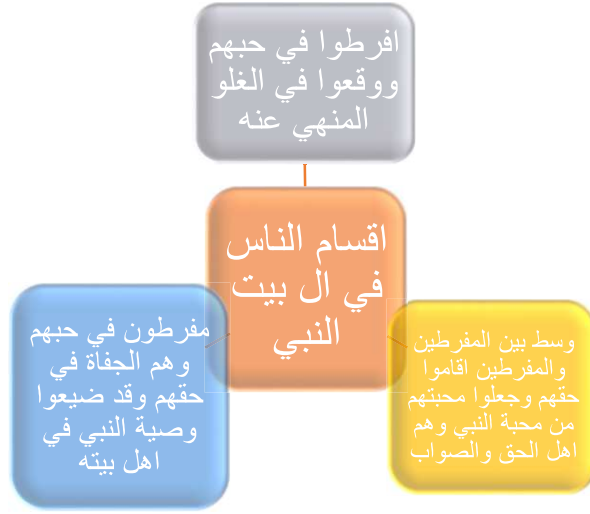 افرطوا في حبهم
ووقعوا في الغلو
المنهي عنه
اقسام الناس
في ال بيت
النبي
وسط بين المفرطين
والمفرطين اقاموا
حقهم وجعلوا محبتهم
من محبة النبي وهم
اهل الحق والصواب
مفرطون في حبهم
وهم الجفاة في
حقهم وقد ضيعوا
وصية النبي في
اهل بيته